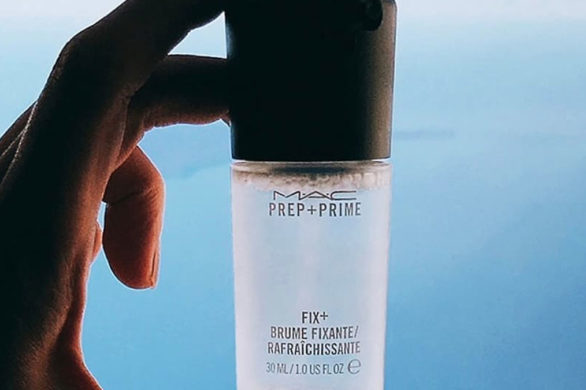 MAC
PREP+PRIME
FIX+
BRUME FIXANTE/
RAFRAÎCHISSANTE
30 ML/1.0 US FL OZ ℮